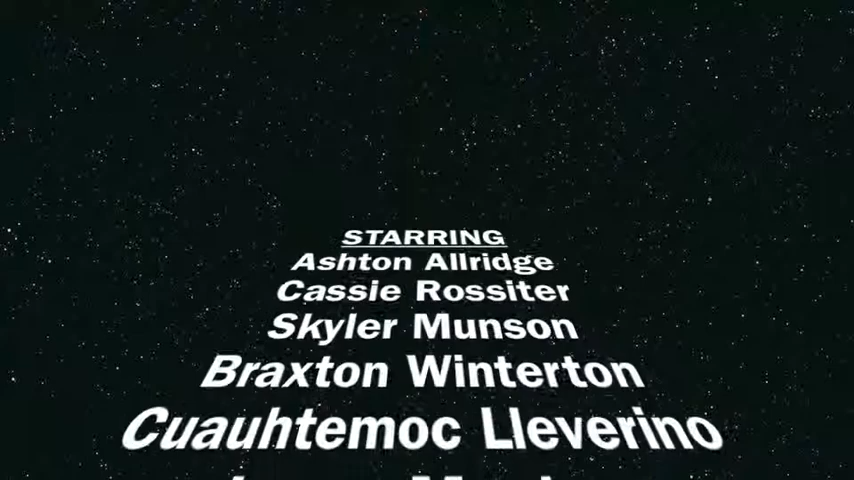 STARRING
Ashton Allridge
Cassie Rossiter
Skyler Munson
Braxton Winterton
Cuauhtemoc Lleverino